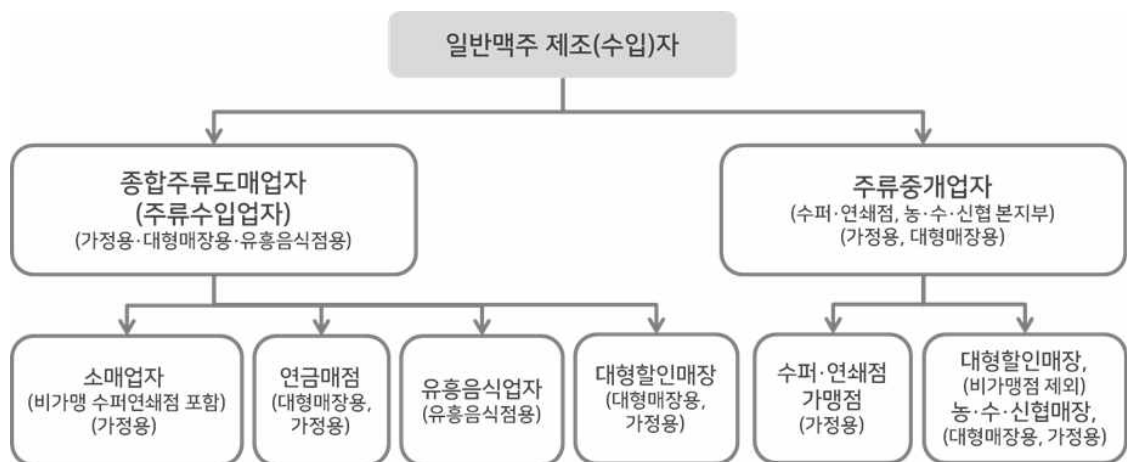 일반맥주 제조(수입)자
종합주류도매업자
(주류수입업자)
(가정용·대형매장용·유흥음식점용)
주류중개업자
(수퍼·연쇄점, 농·수·신협 본지부)
(가정용, 대형매장용)
소매업자
(비가맹 수퍼연쇄점 포함)
(가정용)
연금매점
(대형매장용,
가정용)
유흥음식업자
(유흥음식점용)
대형할인매장
(대형매장용,
가정용)
수퍼·연쇄점
가맹점
(가정용)
대형할인매장,
(비가맹점 제외)
농·수·신협매장,
(대형매장용, 가정용)